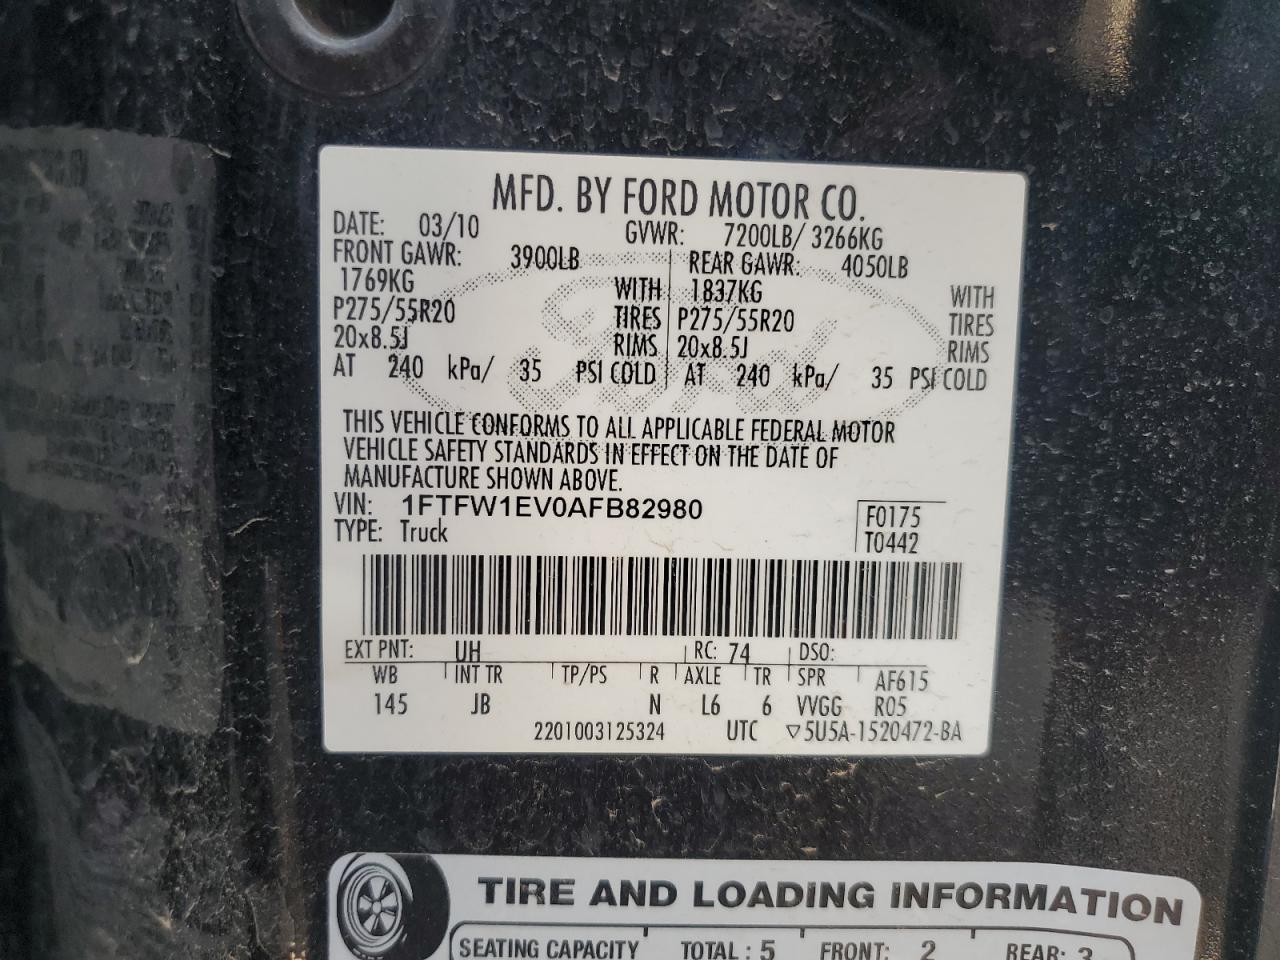 MFD. BY FORD MOTOR CO.
DATE: 03/10 GVWR: 7200LB/ 3266KG
FRONT GAWR: 3900LB REAR GAWR: 4050LB
1769KG WITH 1837KG WITH
P275/55R20 TIRES P275/55R20 TIRES
20x8.5J RIMS 20x8.5J RIMS
AT 240 kPa/ 35 PSI COLD AT 240 kPa/ 35 PSI COLD
Ford
THIS VEHICLE CONFORMS TO ALL APPLICABLE FEDERAL MOTOR
VEHICLE SAFETY STANDARDS IN EFFECT ON THE DATE OF
MANUFACTURE SHOWN ABOVE.
VIN: 1FTFW1EV0AFB82980 F0175
TYPE: Truck T0442
EXT PNT: UH RC: 74 DSO:
WB INT TR TP/PS R AXLE TR SPR AF615
145 JB N L6 6 VVGG R05
2201003125324 UTC ▽5U5A-1520472-BA
TIRE AND LOADING INFORMATION
SEATING CAPACITY TOTAL : 5 FRONT: 2 REAR: 3